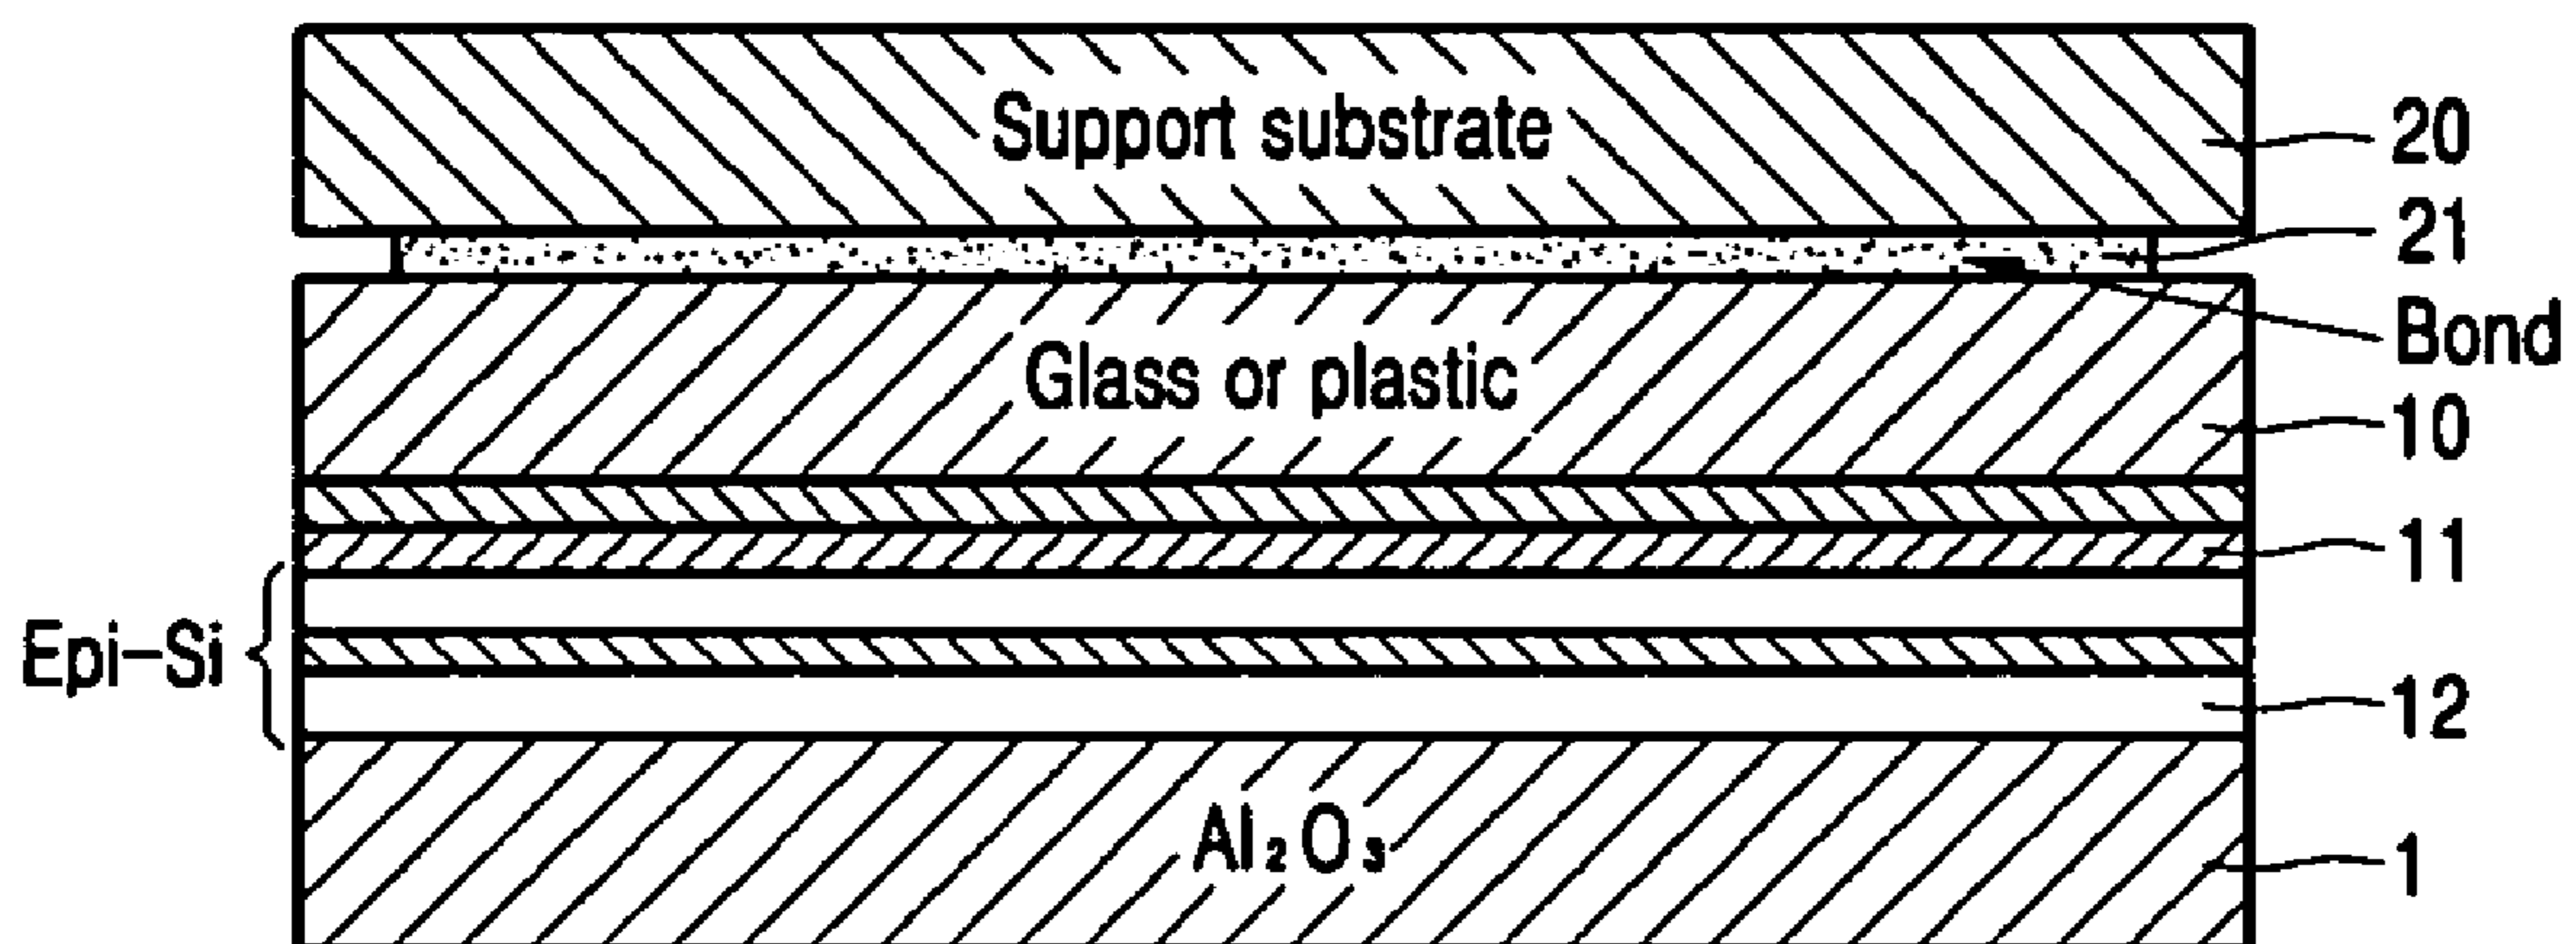 Support substrate
20
21
Bond
Glass or plastic
10
11
Epi-Si
12
Al₂O₃
1